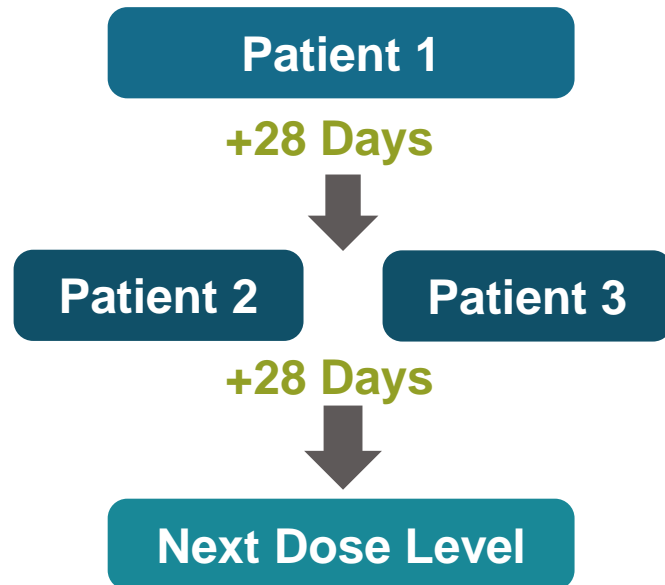 Patient 1
+28 Days
Patient 2
Patient 3
+28 Days
Next Dose Level